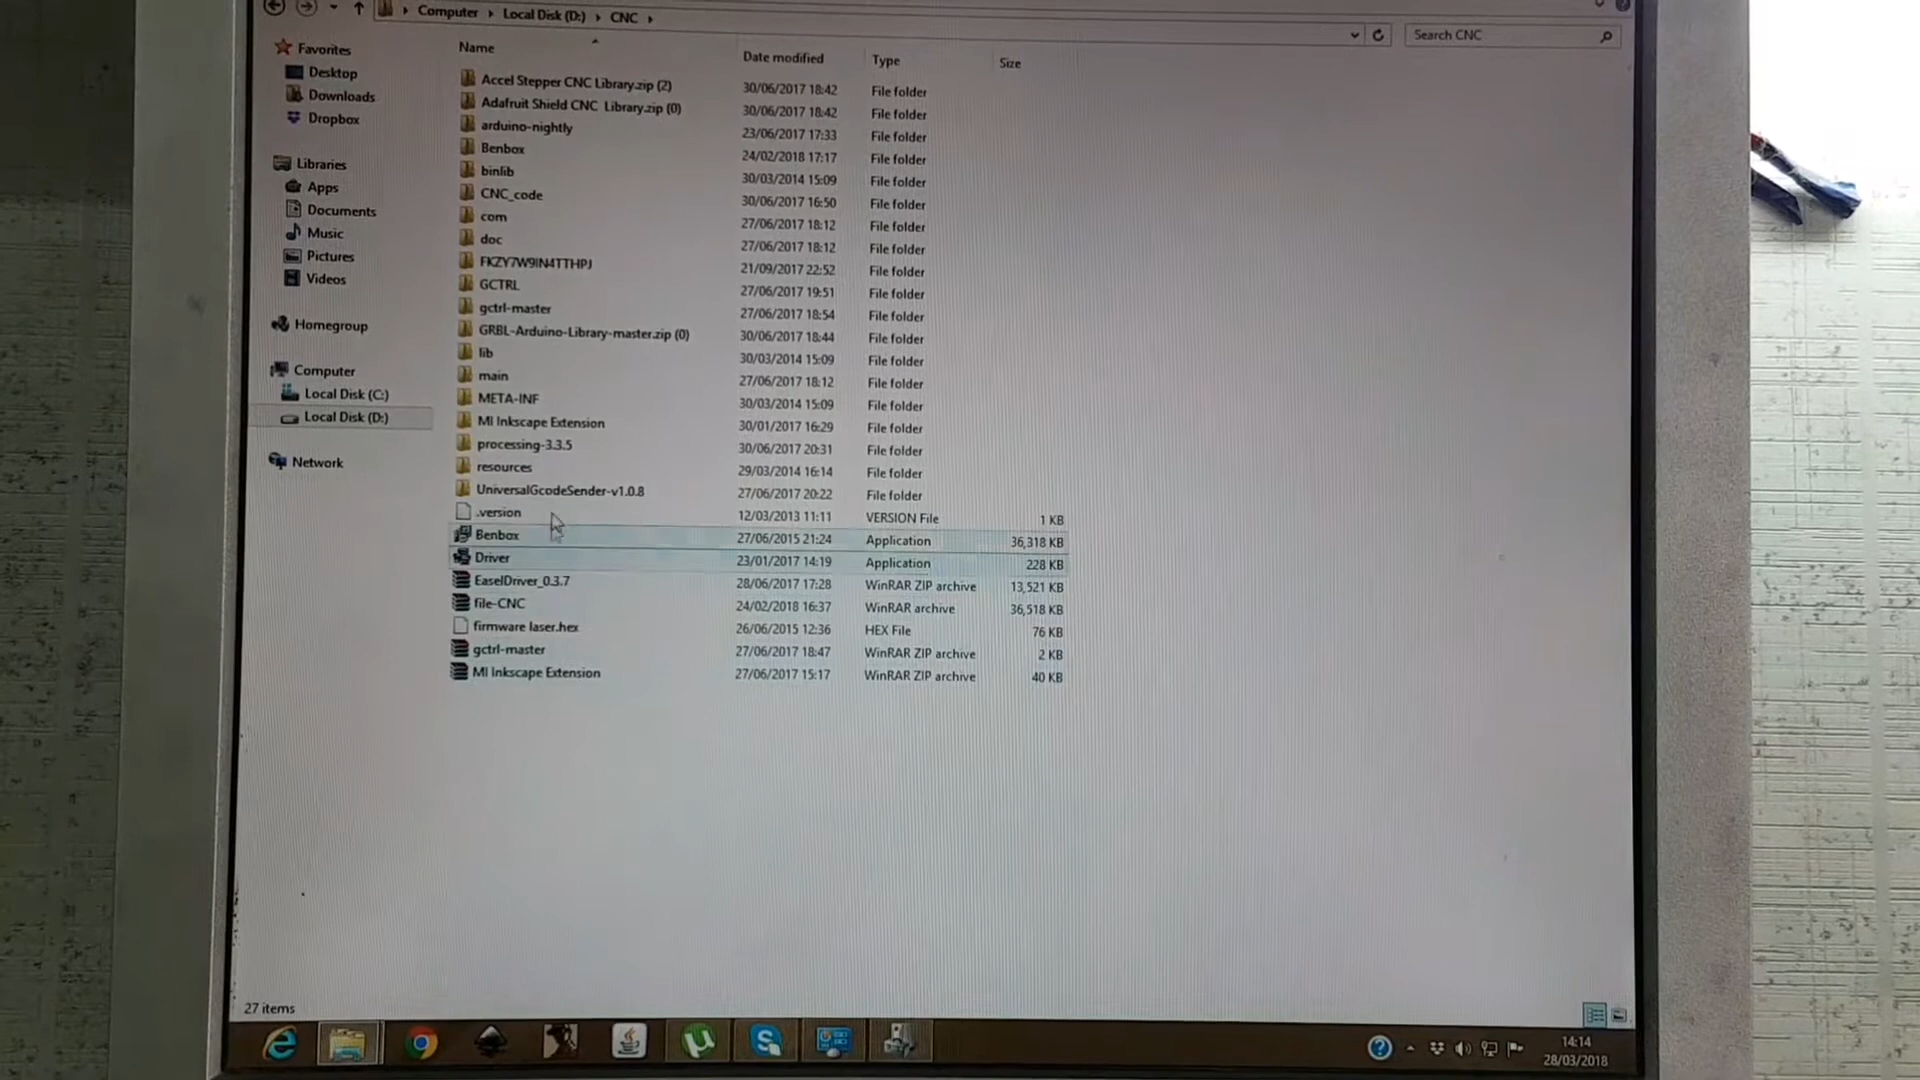 Computer Local Disk (D:) CNC
Search CNC
Favorites
Desktop
Downloads
Dropbox
Libraries
Apps
Documents
Music
Pictures
Videos
Homegroup
Computer
Local Disk (C:)
Local Disk (D:)
Network
Name Date modified Type Size
Accel Stepper CNC Library.zip (2) 30/06/2017 18:42 File folder
Adafruit Shield CNC Library.zip (0) 30/06/2017 18:42 File folder
arduino-nightly 23/06/2017 17:33 File folder
Benbox 24/02/2018 17:17 File folder
binlib 30/03/2014 15:09 File folder
CNC_code 30/06/2017 16:50 File folder
com 27/06/2017 18:12 File folder
doc 27/06/2017 18:12 File folder
FKZY7W9IN4TTHPJ 21/09/2017 22:52 File folder
GCTRL 27/06/2017 19:51 File folder
gctrl-master 27/06/2017 18:54 File folder
GRBL-Arduino-Library-master.zip (0) 30/06/2017 18:44 File folder
lib 30/03/2014 15:09 File folder
main 27/06/2017 18:12 File folder
META-INF 30/03/2014 15:09 File folder
MI Inkscape Extension 30/01/2017 16:29 File folder
processing-3.3.5 30/06/2017 20:31 File folder
resources 29/03/2014 16:14 File folder
UniversalGcodeSender-v1.0.8 27/06/2017 20:22 File folder
.version 12/03/2013 11:11 VERSION File 1 KB
Benbox 27/06/2015 21:24 Application 36,318 KB
Driver 23/01/2017 14:19 Application 228 KB
EaselDriver_0.3.7 28/06/2017 17:28 WinRAR ZIP archive 13,521 KB
file-CNC 24/02/2018 16:37 WinRAR archive 36,518 KB
firmware laser.hex 26/06/2015 12:36 HEX File 76 KB
gctrl-master 27/06/2017 18:47 WinRAR ZIP archive 2 KB
MI Inkscape Extension 27/06/2017 15:17 WinRAR ZIP archive 40 KB
27 items
14:14
28/03/2018